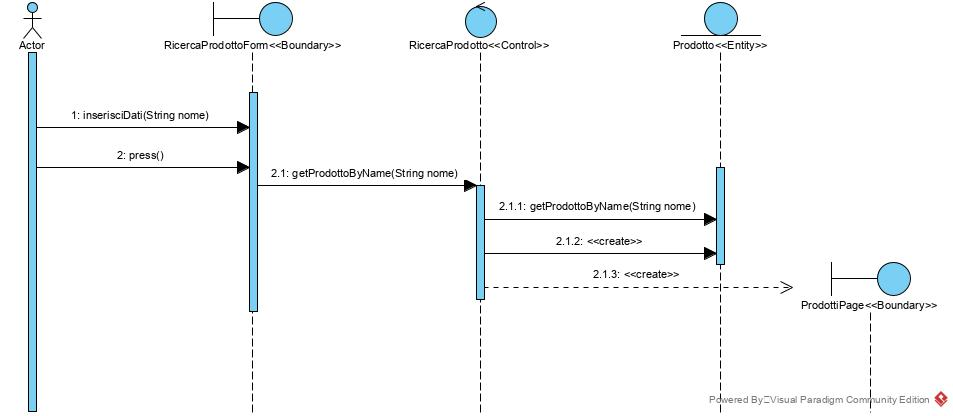 Actor
RicercaProdottoForm<<Boundary>>
RicercaProdotto<<Control>>
Prodotto<<Entity>>
1: inserisciDati(String nome)
2: press()
2.1: getProdottoByName(String nome)
2.1.1: getProdottoByName(String nome)
2.1.2: <<create>>
2.1.3: <<create>>
ProdottiPage<<Boundary>>
Powered By Visual Paradigm Community Edition